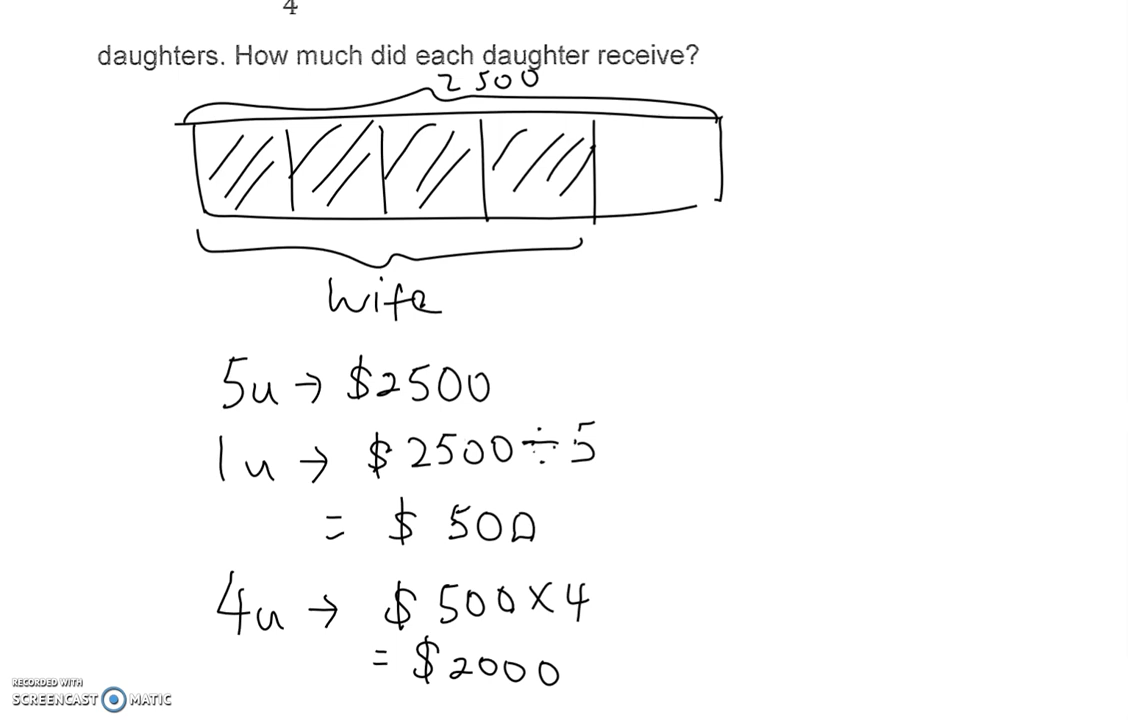 4
daughters. How much did each daughter receive?
2500
wife
5u → $2500
1u → $2500÷5
= $500
4u → $500×4
= $2000
RECORDED WITH
SCREENCAST MATIC